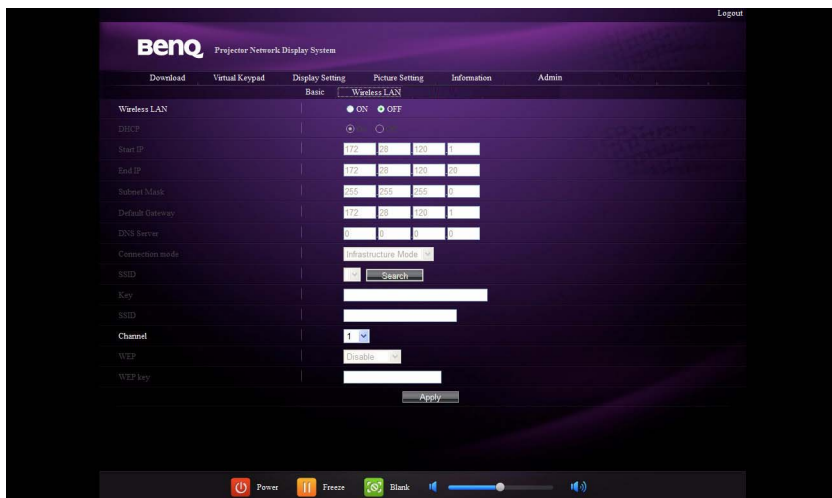 Logout
BenQ Projector Network Display System
Download Virtual Keypad Display Setting Picture Setting Information Admin
Basic Wireless LAN
Wireless LAN ON OFF
DHCP
Start IP 172 . 28 . 120 . 1
End IP 172 . 28 . 120 . 20
Subnet Mask 255 . 255 . 255 . 0
Default Gateway 172 . 28 . 120 . 1
DNS Server 0 . 0 . 0 . 0
Connection mode Infrastructure Mode
SSID Search
Key
SSID
Channel 1
WEP Disable
WEP key
Apply
Power Freeze Blank